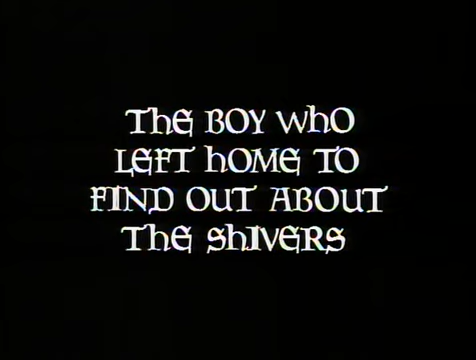 THE BOY WHO
LEFT HOME TO
FIND OUT ABOUT
THE SHIVERS